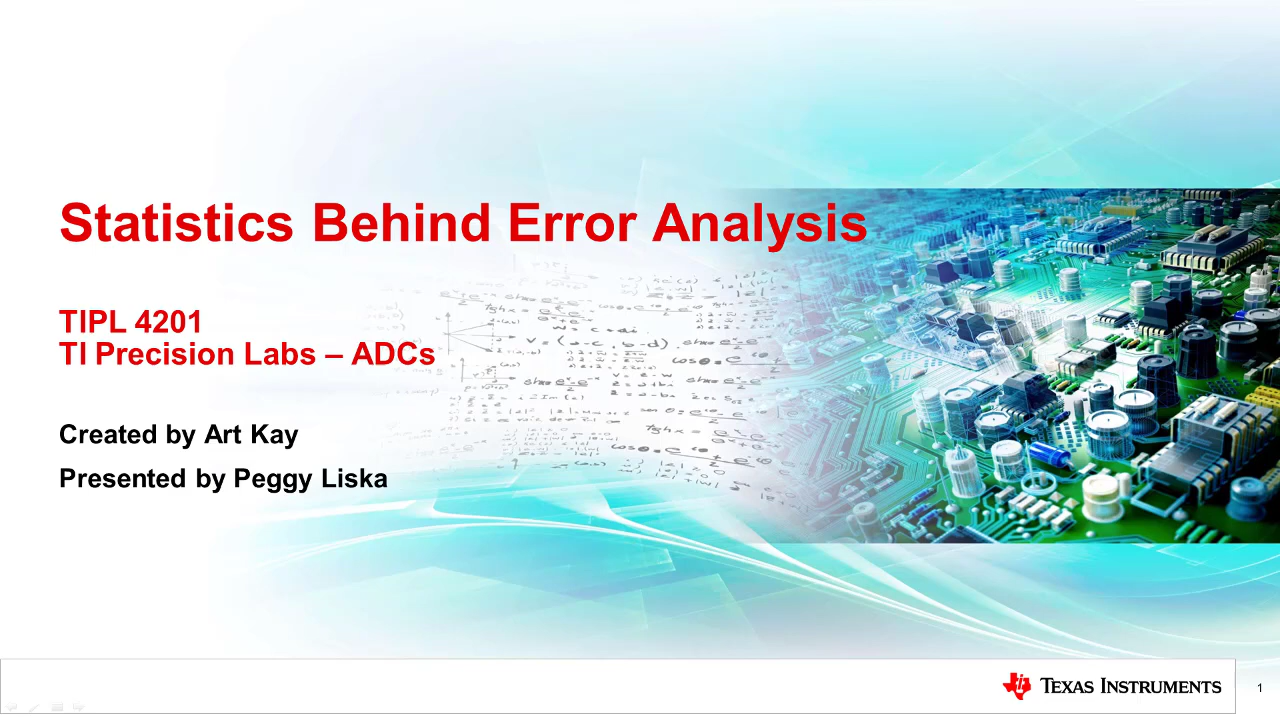 Statistics Behind Error Analysis
TIPL 4201
TI Precision Labs – ADCs
Created by Art Kay
Presented by Peggy Liska
TEXAS INSTRUMENTS
1